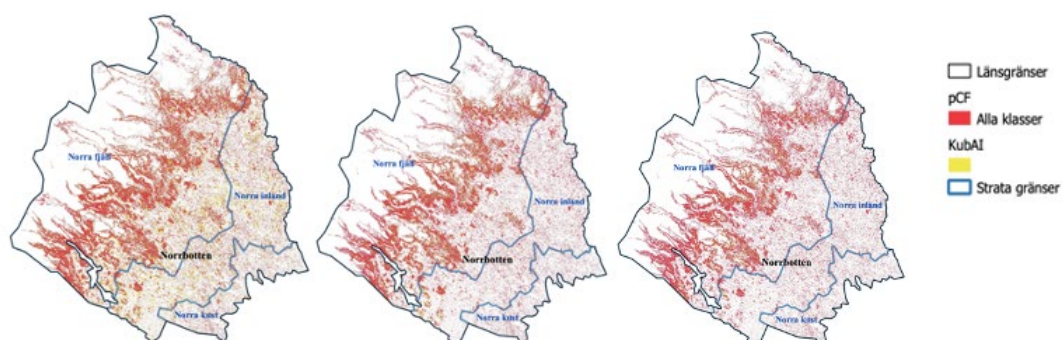 Länsgränser
pCF
Alla klasser
KubAI
Strata gränser
Norra fjäll
Norra inland
Norrbotten
Norra kust
Norra fjäll
Norra inland
Norrbotten
Norra kust
Norra fjäll
Norra inland
Norrbotten
Norra kust